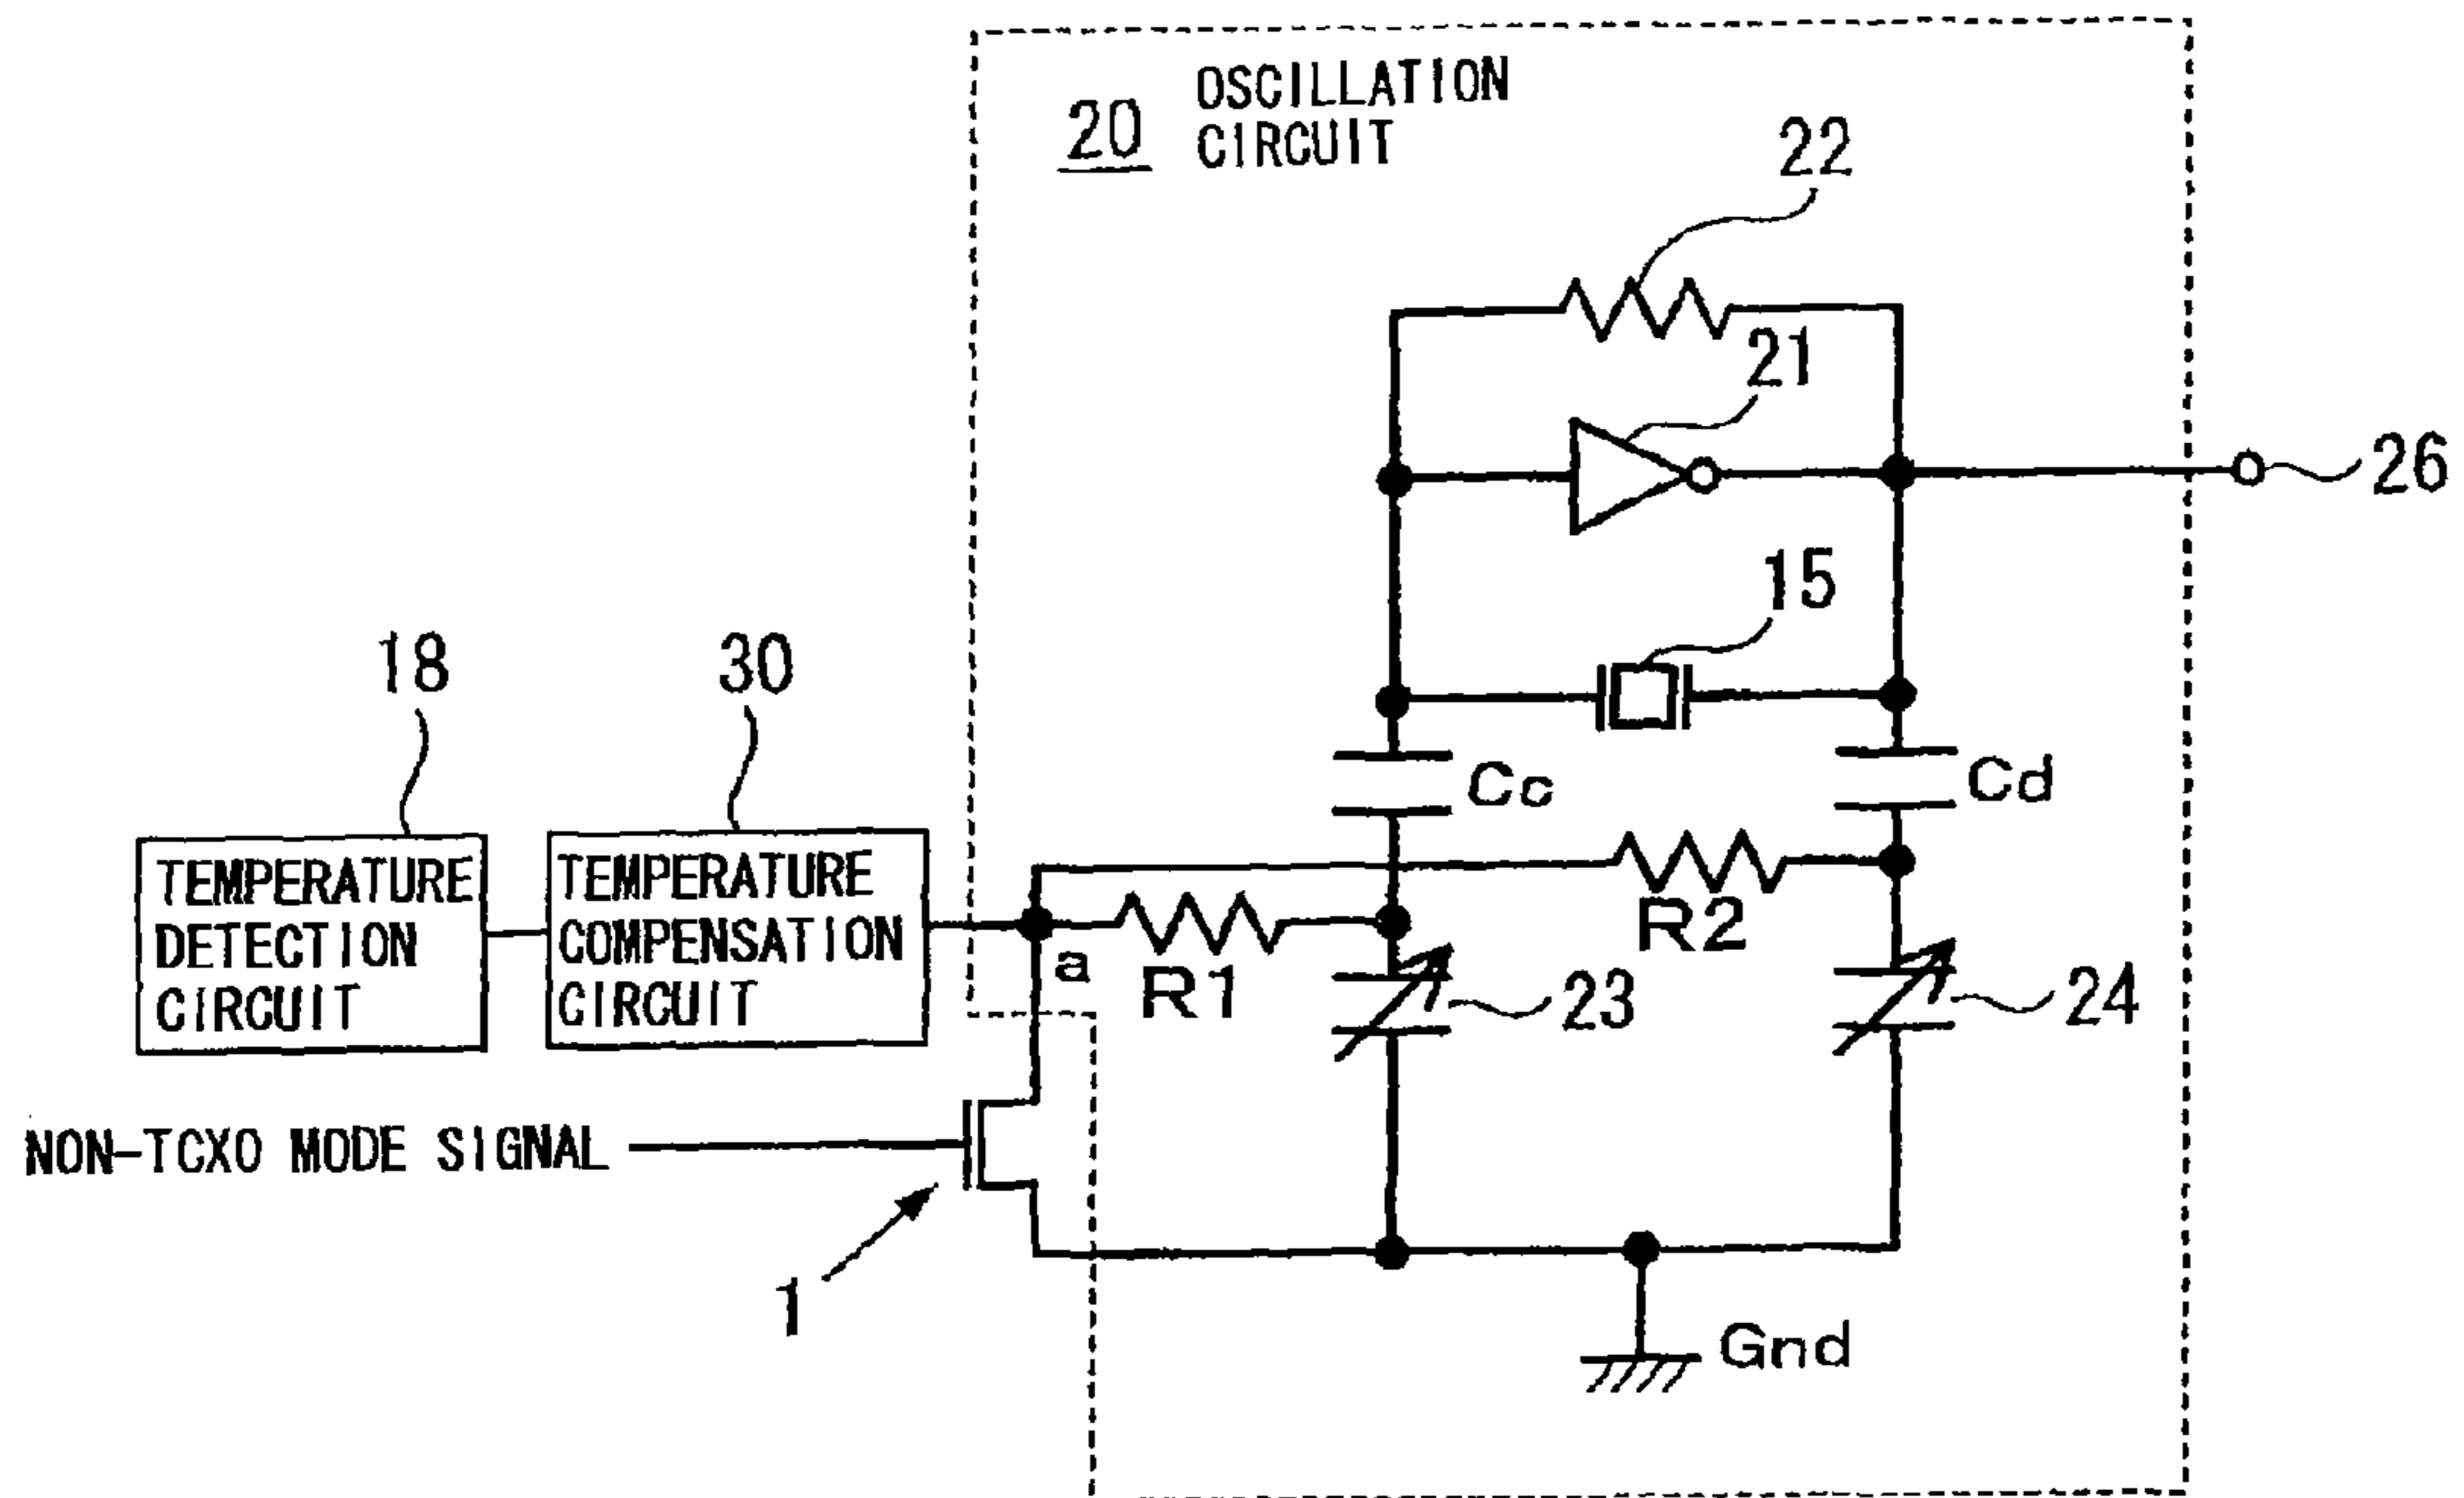 20 OSCILLATION
CIRCUIT
22
21
26
15
18
30
Cc
Cd
TEMPERATURE
DETECTION
CIRCUIT
TEMPERATURE
COMPENSATION
CIRCUIT
a
R1
R2
23
24
NON-TCXO MODE SIGNAL
1
Gnd